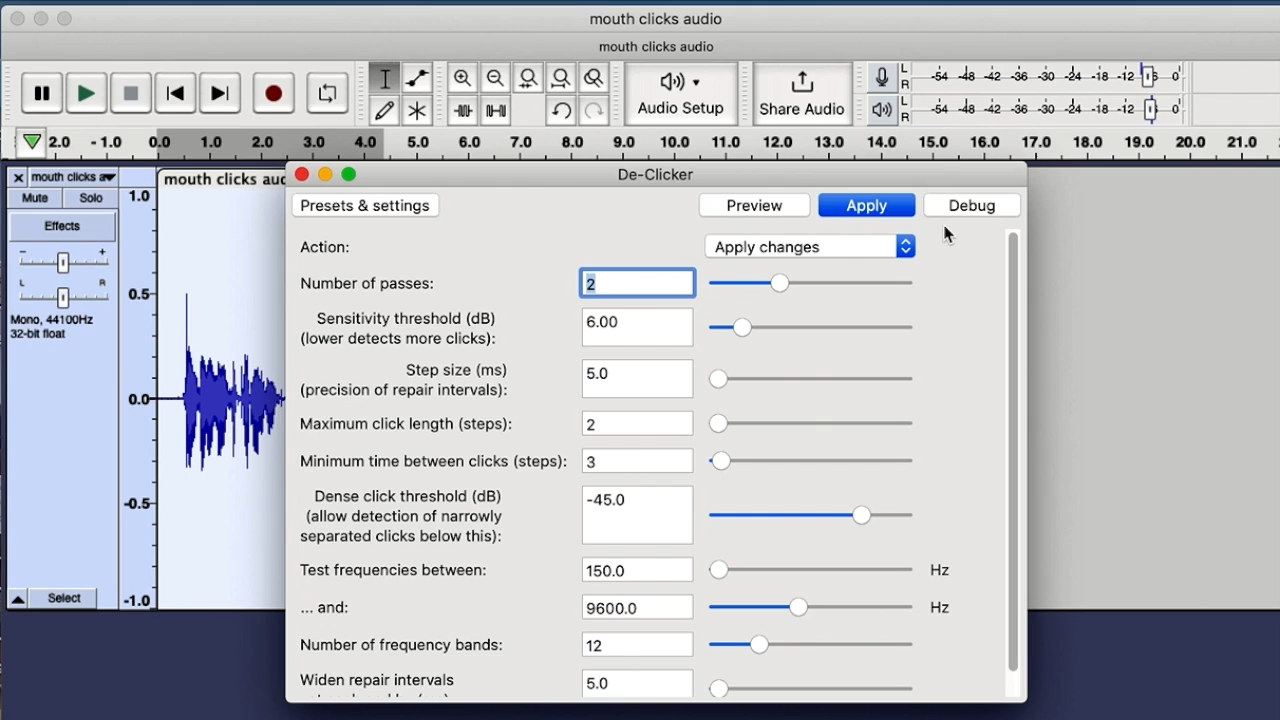 mouth clicks audio
mouth clicks audio
Audio Setup
Share Audio
L
R
-54 -48 -42 -36 -30 -24 -18 -12 -6 0
L
R
-54 -48 -42 -36 -30 -24 -18 -12 0
2.0 - 1.0 0.0 1.0 2.0 3.0 4.0 5.0 6.0 7.0 8.0 9.0 10.0 11.0 12.0 13.0 14.0 15.0 16.0 17.0 18.0 19.0 20.0 21.0
mouth clicks a
mouth clicks aud
Mute Solo
Effects
- +
L R
Mono, 44100Hz
32-bit float
Select
1.0
0.5
0.0
-0.5
-1.0
De-Clicker
Presets & settings Preview Apply Debug
Action: Apply changes
Number of passes: 2
Sensitivity threshold (dB)
(lower detects more clicks): 6.00
Step size (ms)
(precision of repair intervals): 5.0
Maximum click length (steps): 2
Minimum time between clicks (steps): 3
Dense click threshold (dB)
(allow detection of narrowly
separated clicks below this): -45.0
Test frequencies between: 150.0 Hz
... and: 9600.0 Hz
Number of frequency bands: 12
Widen repair intervals 5.0